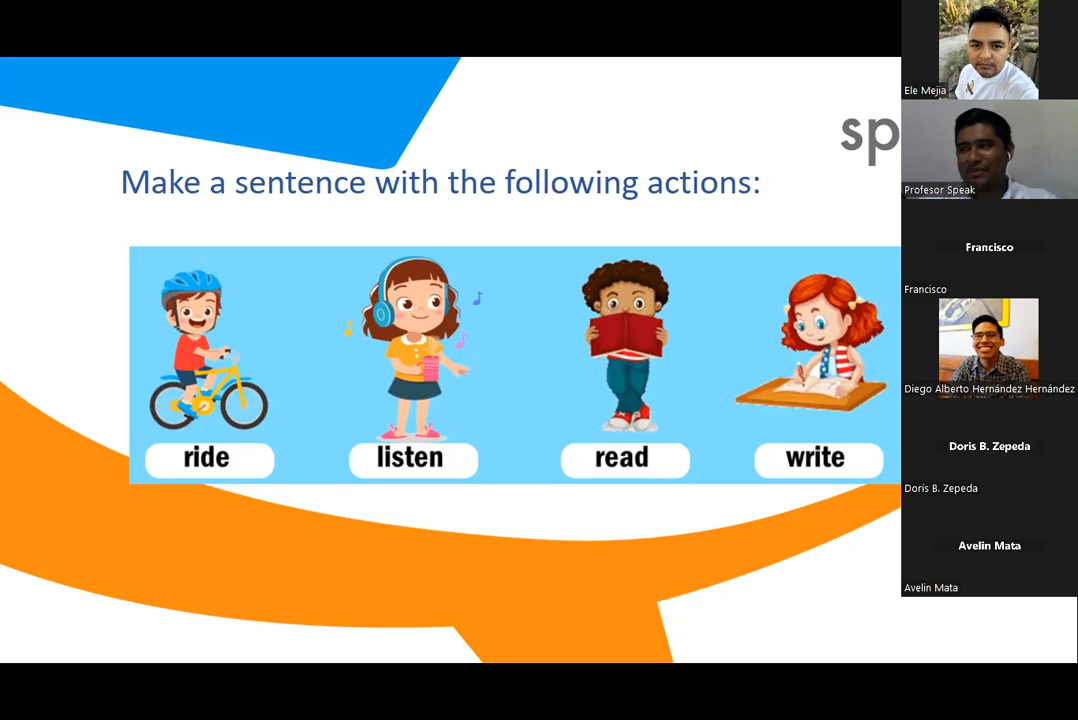 sp
Make a sentence with the following actions:
ride
listen
read
write
Ele Mejia
Profesor Speak
Francisco
Francisco
Diego Alberto Hernández Hernández
Doris B. Zepeda
Doris B. Zepeda
Avelin Mata
Avelin Mata